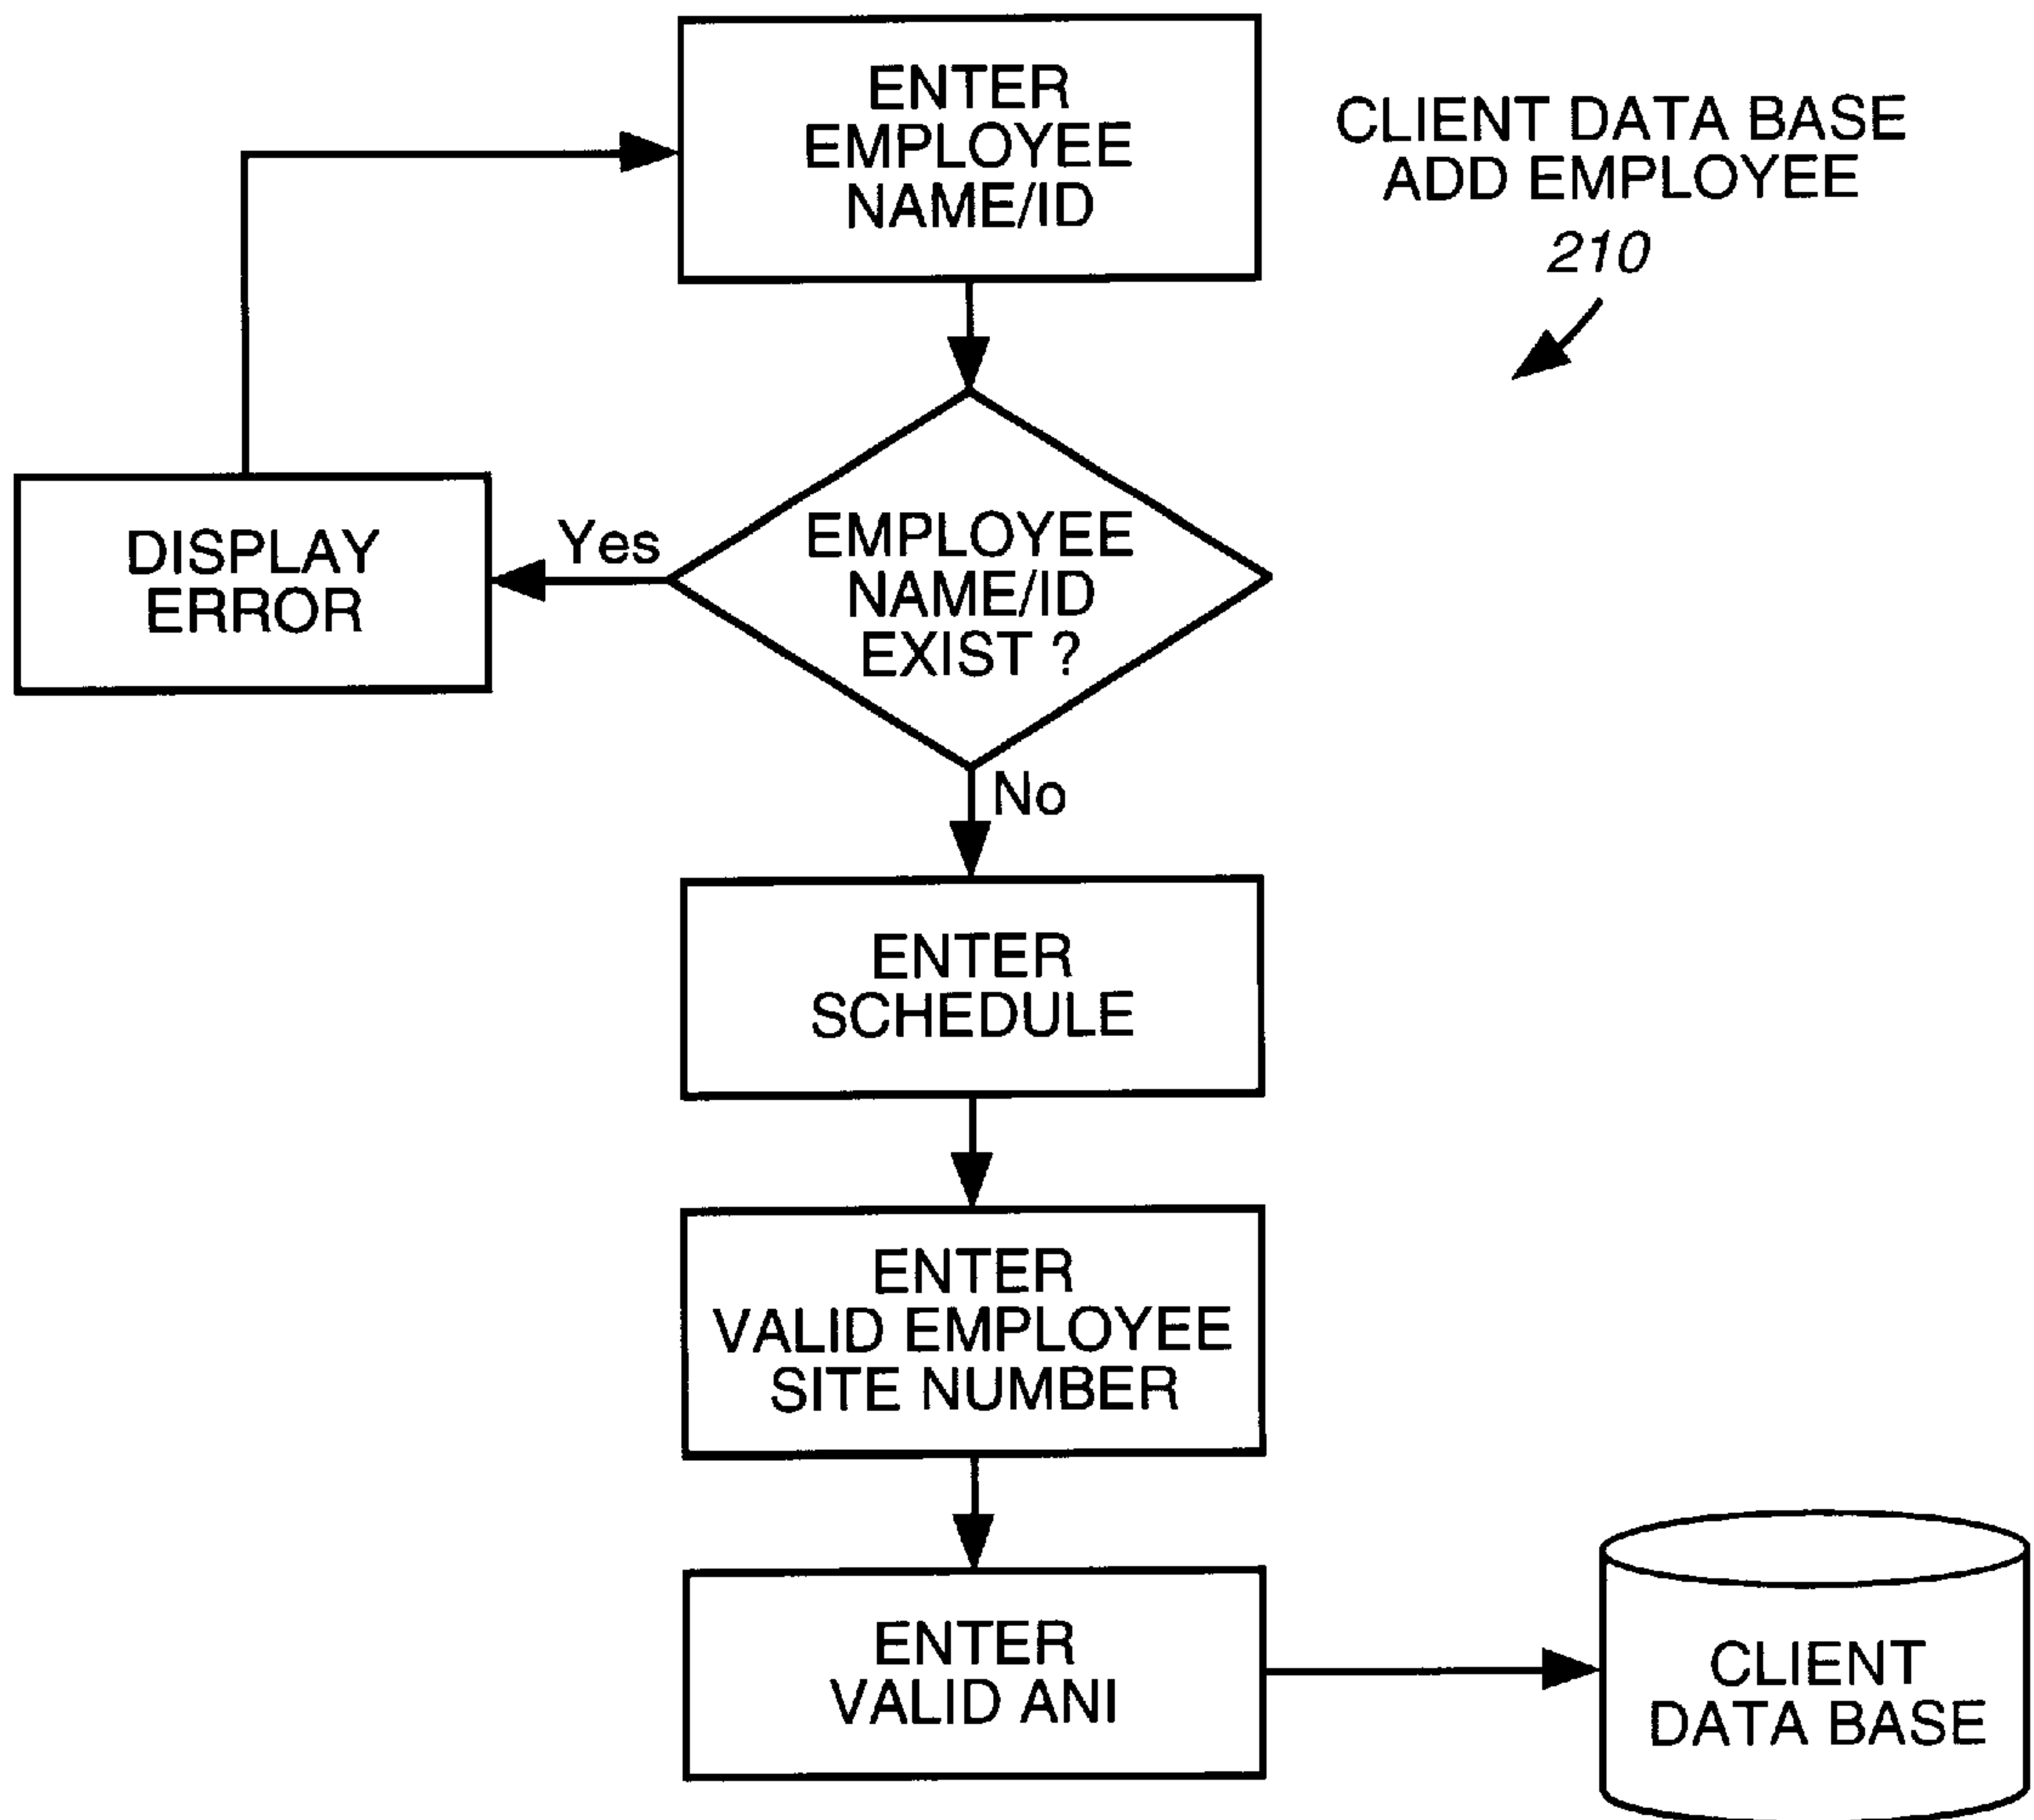 ENTER
EMPLOYEE
NAME/ID
CLIENT DATA BASE
ADD EMPLOYEE
210
DISPLAY
ERROR
Yes
EMPLOYEE
NAME/ID
EXIST ?
No
ENTER
SCHEDULE
ENTER
VALID EMPLOYEE
SITE NUMBER
ENTER
VALID ANI
CLIENT
DATA BASE